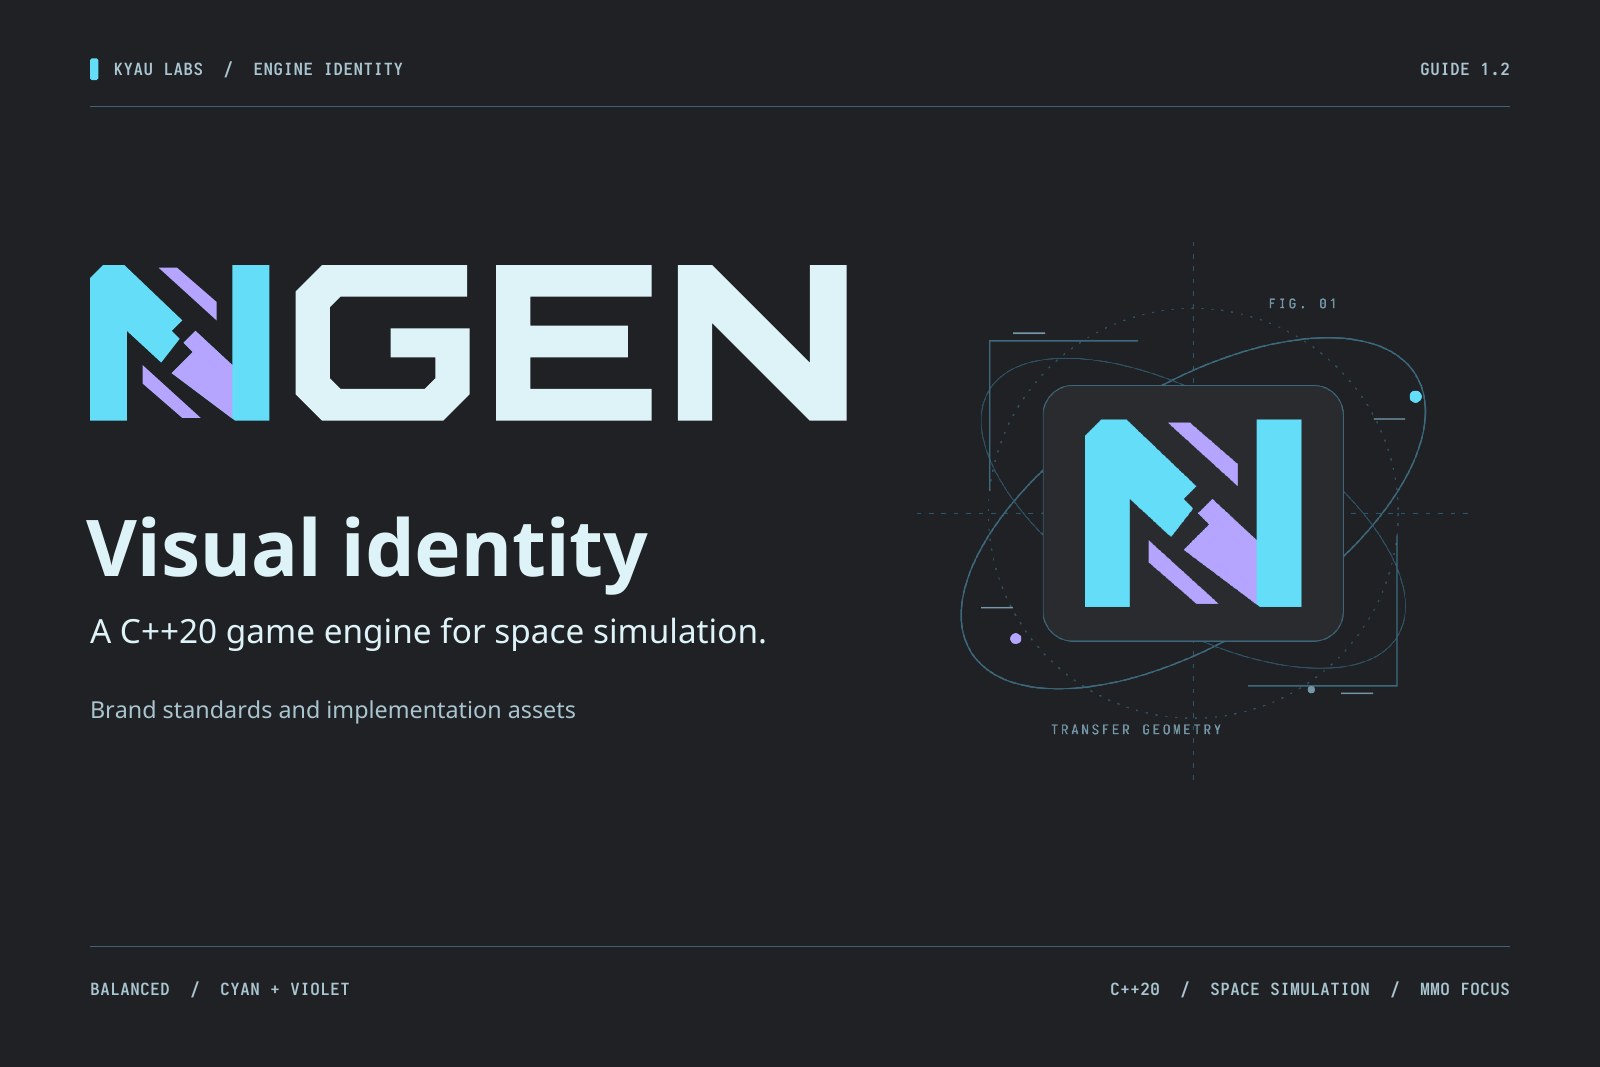 KYAU LABS / ENGINE IDENTITY
GUIDE 1.2
NGEN
Visual identity
A C++20 game engine for space simulation.
Brand standards and implementation assets
FIG. 01
N
TRANSFER GEOMETRY
BALANCED / CYAN + VIOLET
C++20 / SPACE SIMULATION / MMO FOCUS